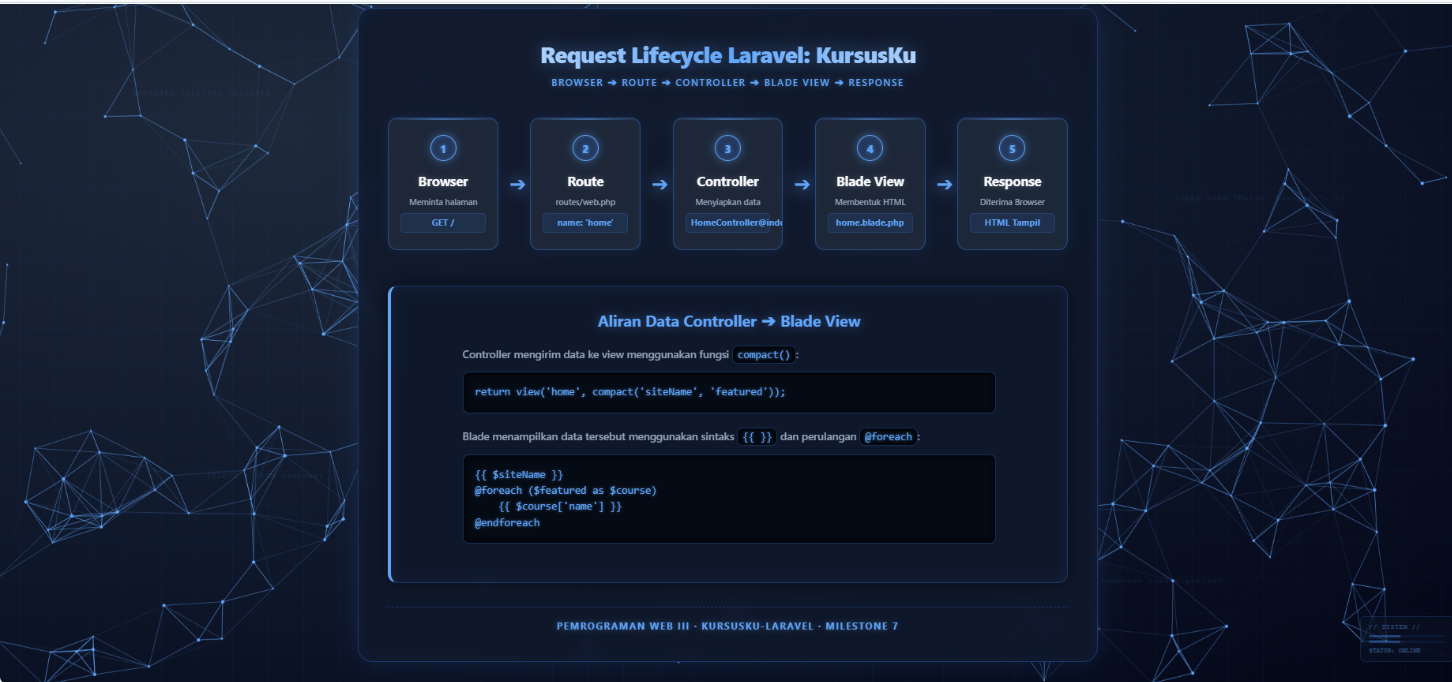 Request Lifecycle Laravel: KursusKu
BROWSER ➔ ROUTE ➔ CONTROLLER ➔ BLADE VIEW ➔ RESPONSE
1
Browser
Meminta halaman
GET /
➔
2
Route
routes/web.php
name: 'home'
➔
3
Controller
Menyiapkan data
HomeController@inde
➔
4
Blade View
Membentuk HTML
home.blade.php
➔
5
Response
Diterima Browser
HTML Tampil
Aliran Data Controller ➔ Blade View
Controller mengirim data ke view menggunakan fungsi compact() :
return view('home', compact('siteName', 'featured'));
Blade menampilkan data tersebut menggunakan sintaks {{ }} dan perulangan @foreach :
{{ $siteName }}
@foreach ($featured as $course)
    {{ $course['name'] }}
@endforeach
PEMROGRAMAN WEB III · KURSUSKU-LARAVEL · MILESTONE 7
// SYSTEM //
STATUS: ONLINE